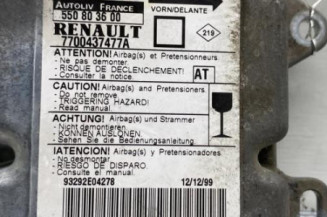 Autoliv France
550 80 36 00
VORN/DELANTE
RENAULT
219
7700437477A
ATTENTION! Airbag(s) et Pretensionneurs.
- Ne pas demonter.
- RISQUE DE DECLENCHEMENT!
- Consulter la notice.
AT
CAUTION! Airbag(s) and Pretensioners.
- Do not remove.
- TRIGGERING HAZARD!
- Read manual.
ACHTUNG! Airbag(s) und Strammer
- Nicht demontieren.
- KONNEN AUSLONEN.
- Sehen Sie die Bedienungsanleitung.
¡ATENCION! Airbag(s) y Pretensionadores.
- No desmontar.
- RIESGO DE DISPARO.
- Consulte el manual.
93292E04278
12/12/99